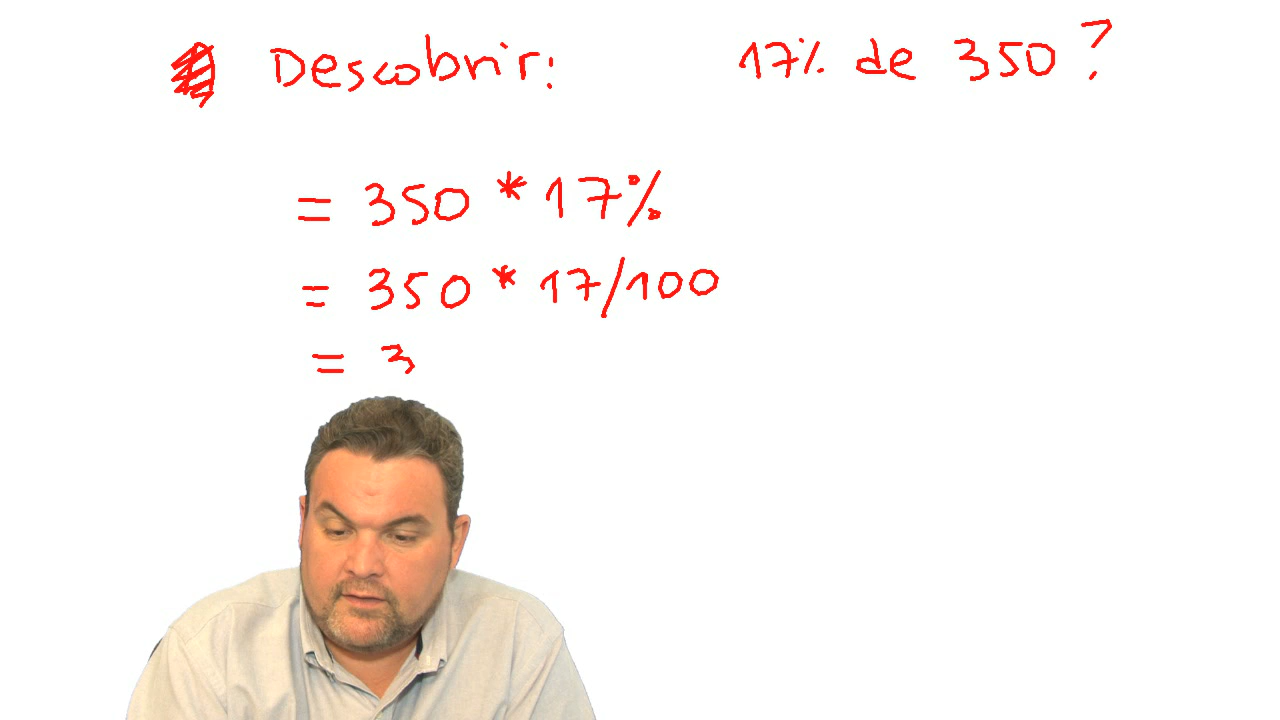 Descobrir: 17% de 350?
= 350 * 17%
= 350 * 17/100
= 3